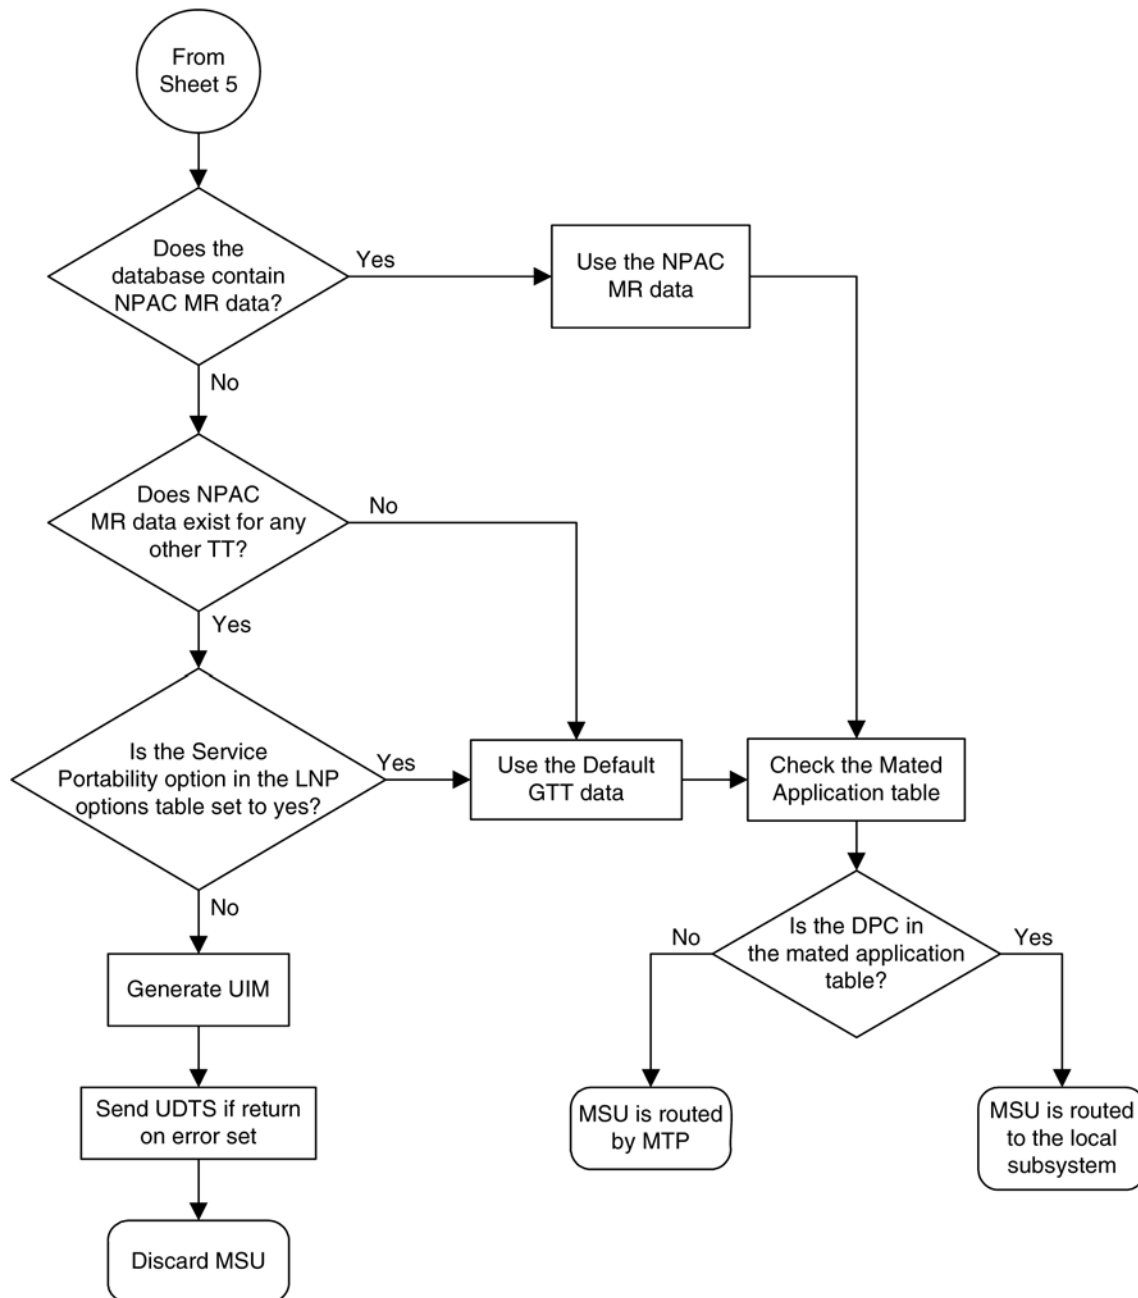 From
Sheet 5
Does the
database contain
NPAC MR data?
Yes
Use the NPAC
MR data
No
Does NPAC
MR data exist for any
other TT?
No
Yes
Is the Service
Portability option in the LNP
options table set to yes?
Yes
Use the Default
GTT data
Check the Mated
Application table
No
Is the DPC in
the mated application
table?
No
Yes
Generate UIM
Send UDTS if return
on error set
MSU is routed
by MTP
MSU is routed
to the local
subsystem
Discard MSU